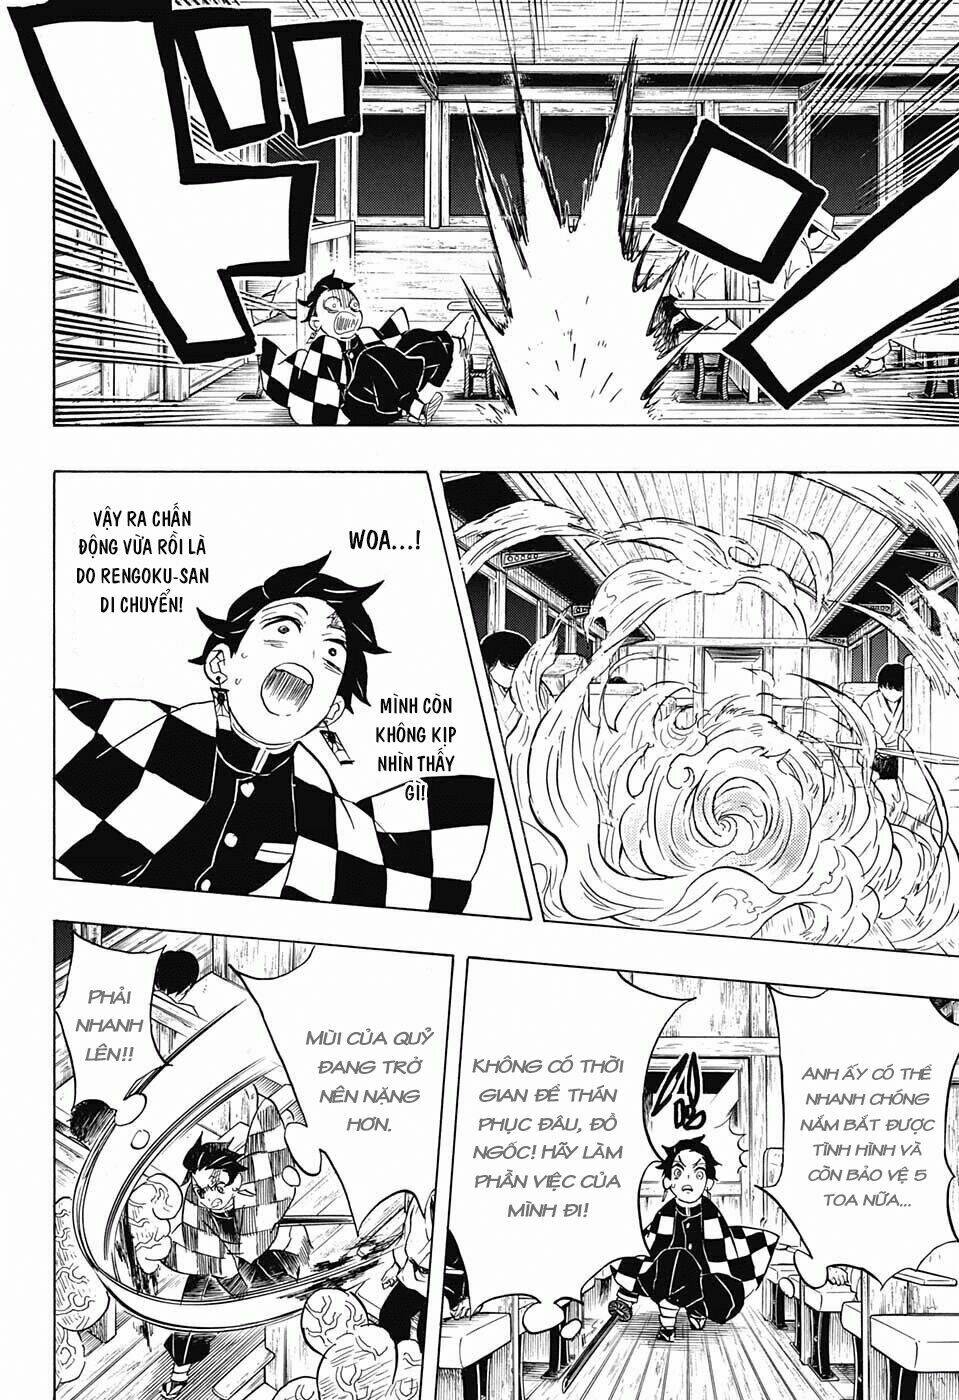 ドドド
WOA...!
VẬY RA CHẤN
ĐỘNG VỪA RỒI LÀ
DO RENGOKU-SAN
DI CHUYỂN!
MÌNH CÒN
KHÔNG KỊP
NHÌN THẤY
GÌ!
ANH ẤY CÓ THỂ
NHANH CHÓNG
NẮM BẮT ĐƯỢC
TÌNH HÌNH VÀ
CÒN BẢO VỆ 5
TOA NỮA...
KHÔNG CÓ THỜI
GIAN ĐỂ THÁN
PHỤC ĐÂU, ĐỒ
NGỐC! HÃY LÀM
PHẦN VIỆC CỦA
MÌNH ĐI!
MÙI CỦA QUỶ
ĐANG TRỞ
NÊN NẶNG
HƠN.
PHẢI
NHANH
LÊN!!